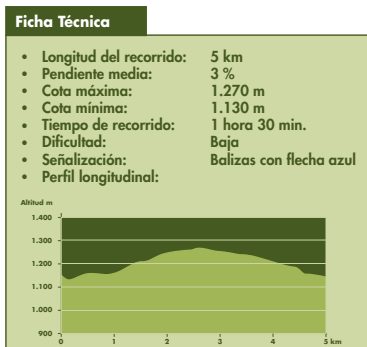 Ficha Técnica
• Longitud del recorrido: 5 km
• Pendiente media: 3 %
• Cota máxima: 1.270 m
• Cota mínima: 1.130 m
• Tiempo de recorrido: 1 hora 30 min.
• Dificultad: Baja
• Señalización: Balizas con flecha azul
• Perfil longitudinal:
Altitud m
1.400
1.300
1.200
1.100
1.000
900
0 1 2 3 4 5 km